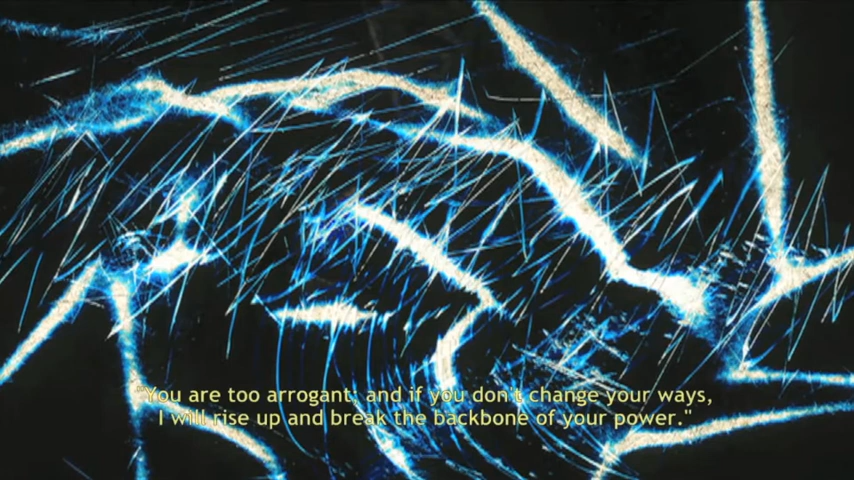 "You are too arrogant; and if you don't change your ways,
I will rise up and break the backbone of your power."